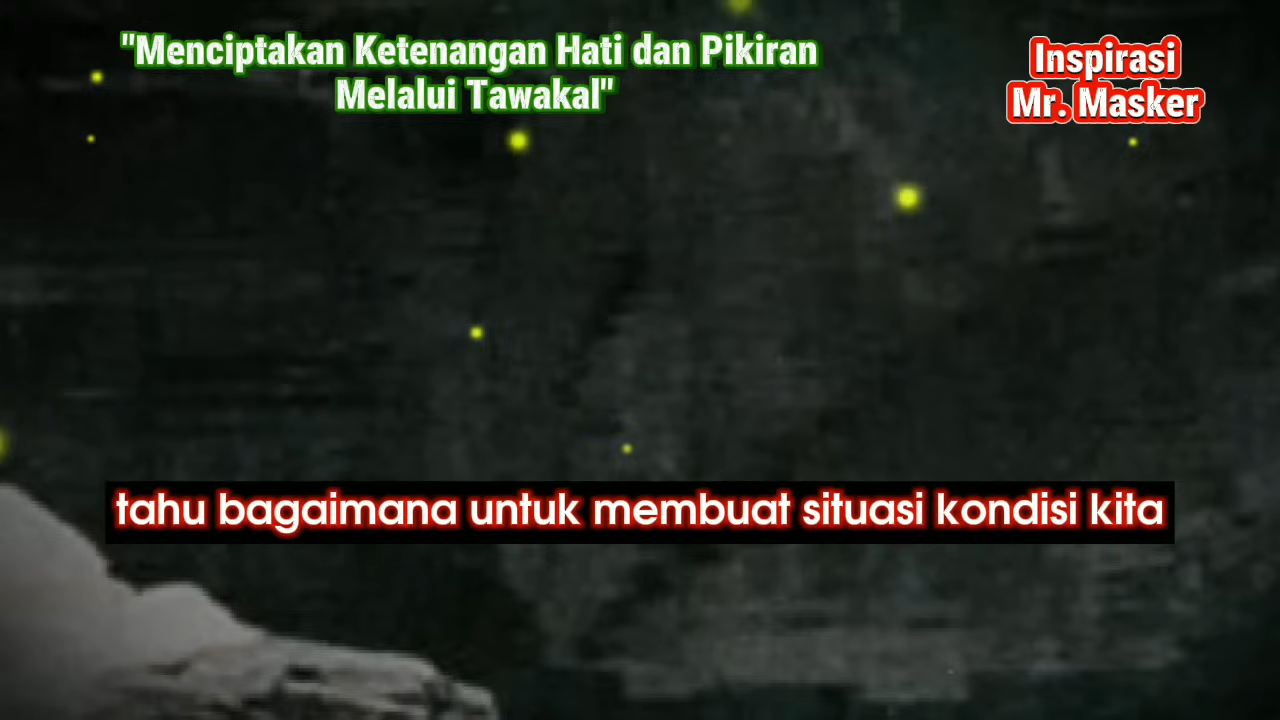 "Menciptakan Ketenangan Hati dan Pikiran
Melalui Tawakal"
Inspirasi
Mr. Masker
tahu bagaimana untuk membuat situasi kondisi kita